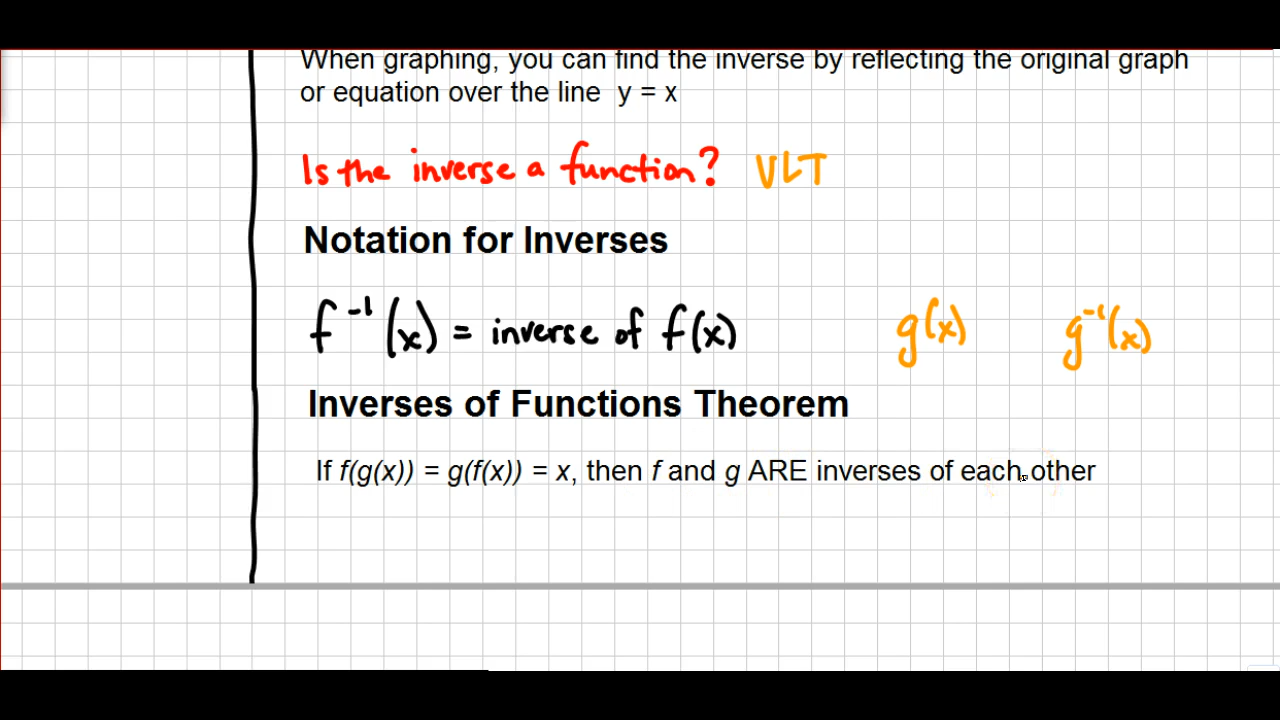 When graphing, you can find the inverse by reflecting the original graph
or equation over the line y = x
Is the inverse a function? VLT
Notation for Inverses
f⁻¹(x) = inverse of f(x) g(x) g⁻¹(x)
Inverses of Functions Theorem
If f(g(x)) = g(f(x)) = x, then f and g ARE inverses of each other